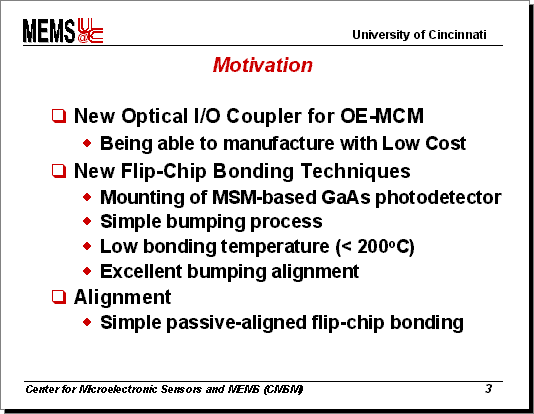 MEMS U@C
University of Cincinnati
Motivation
❑ New Optical I/O Coupler for OE-MCM
◆ Being able to manufacture with Low Cost
❑ New Flip-Chip Bonding Techniques
◆ Mounting of MSM-based GaAs photodetector
◆ Simple bumping process
◆ Low bonding temperature (< 200ºC)
◆ Excellent bumping alignment
❑ Alignment
◆ Simple passive-aligned flip-chip bonding
Center for Microelectronic Sensors and MEMS (CMSM)
3